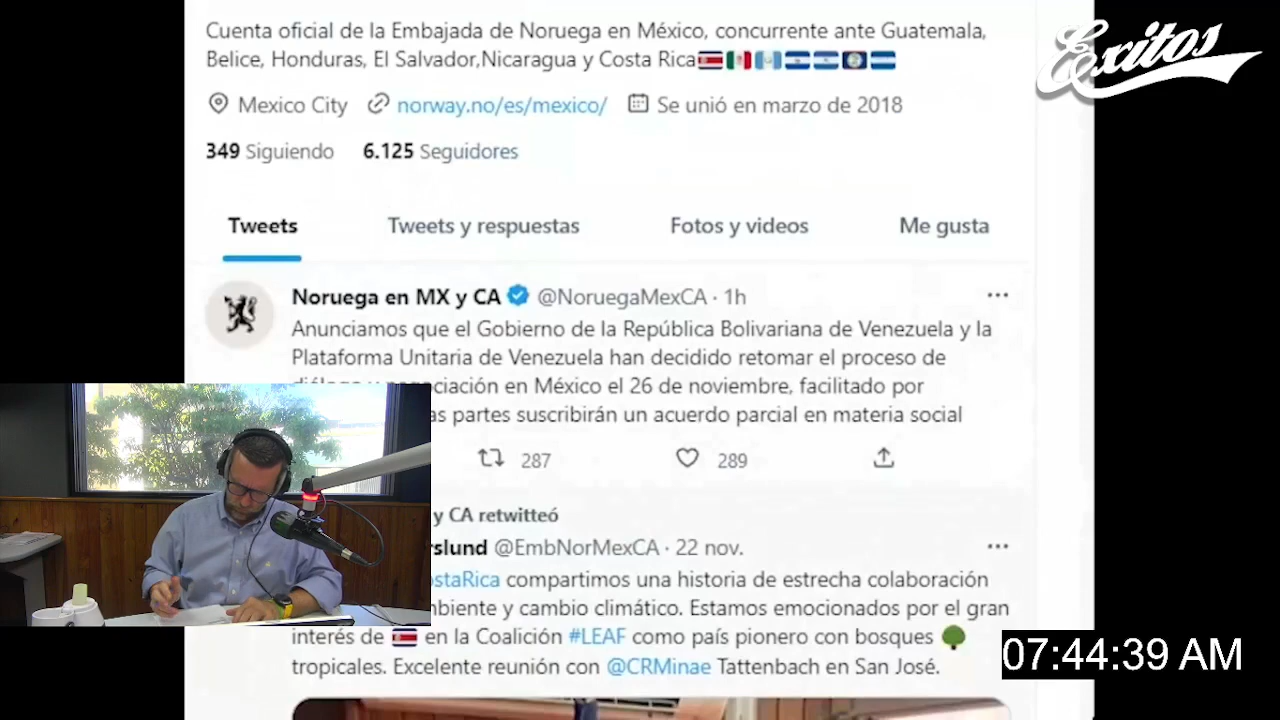 Cuenta oficial de la Embajada de Noruega en México, concurrente ante Guatemala,
Belice, Honduras, El Salvador,Nicaragua y Costa Rica
Mexico City norway.no/es/mexico/ Se unió en marzo de 2018
349 Siguiendo 6.125 Seguidores
Tweets Tweets y respuestas Fotos y videos Me gusta
Noruega en MX y CA @NoruegaMexCA · 1h
Anunciamos que el Gobierno de la República Bolivariana de Venezuela y la
Plataforma Unitaria de Venezuela han decidido retomar el proceso de
en México el 26 de noviembre, facilitado por
partes suscribirán un acuerdo parcial en materia social
287 289
y CA retwitteó
@EmbNorMexCA · 22 nov.
compartimos una historia de estrecha colaboración
y cambio climático. Estamos emocionados por el gran
interés de en la Coalición #LEAF como país pionero con bosques
tropicales. Excelente reunión con @CRMinae Tattenbach en San José.
Exitos
07:44:39 AM